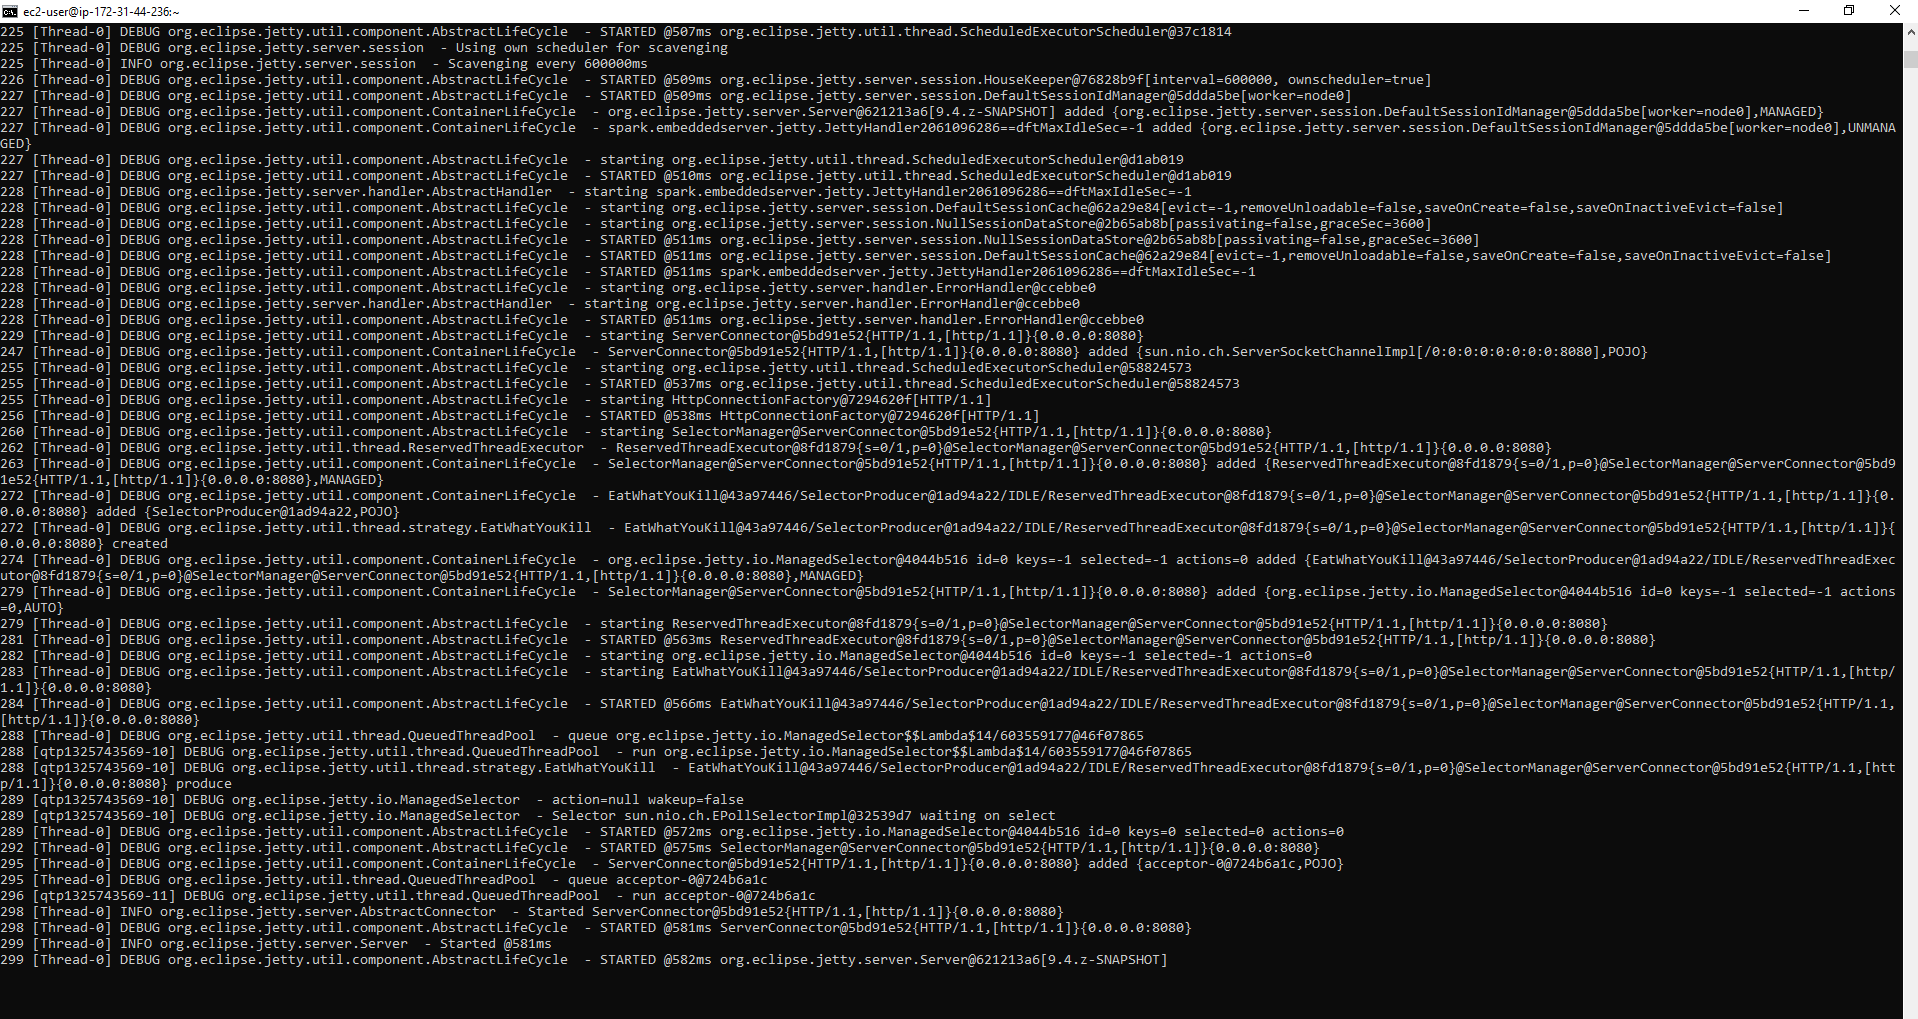 ec2-user@ip-172-31-44-236:~
225 [Thread-0] DEBUG org.eclipse.jetty.util.component.AbstractLifeCycle  - STARTED @507ms org.eclipse.jetty.util.thread.ScheduledExecutorScheduler@37c1814
225 [Thread-0] DEBUG org.eclipse.jetty.server.session  - Using own scheduler for scavenging
225 [Thread-0] INFO org.eclipse.jetty.server.session  - Scavenging every 600000ms
226 [Thread-0] DEBUG org.eclipse.jetty.util.component.AbstractLifeCycle  - STARTED @509ms org.eclipse.jetty.server.session.HouseKeeper@76828b9f[interval=600000, ownscheduler=true]
227 [Thread-0] DEBUG org.eclipse.jetty.util.component.AbstractLifeCycle  - STARTED @509ms org.eclipse.jetty.server.session.DefaultSessionIdManager@5ddda5be[worker=node0]
227 [Thread-0] DEBUG org.eclipse.jetty.util.component.ContainerLifeCycle  - org.eclipse.jetty.server.Server@621213a6[9.4.z-SNAPSHOT] added {org.eclipse.jetty.server.session.DefaultSessionIdManager@5ddda5be[worker=node0],MANAGED}
227 [Thread-0] DEBUG org.eclipse.jetty.util.component.ContainerLifeCycle  - spark.embeddedserver.jetty.JettyHandler2061096286==dftMaxIdleSec=-1 added {org.eclipse.jetty.server.session.DefaultSessionIdManager@5ddda5be[worker=node0],UNMANA
GED}
227 [Thread-0] DEBUG org.eclipse.jetty.util.component.AbstractLifeCycle  - starting org.eclipse.jetty.util.thread.ScheduledExecutorScheduler@d1ab019
227 [Thread-0] DEBUG org.eclipse.jetty.util.component.AbstractLifeCycle  - STARTED @510ms org.eclipse.jetty.util.thread.ScheduledExecutorScheduler@d1ab019
228 [Thread-0] DEBUG org.eclipse.jetty.server.handler.AbstractHandler  - starting spark.embeddedserver.jetty.JettyHandler2061096286==dftMaxIdleSec=-1
228 [Thread-0] DEBUG org.eclipse.jetty.util.component.AbstractLifeCycle  - starting org.eclipse.jetty.server.session.DefaultSessionCache@62a29e84[evict=-1,removeUnloadable=false,saveOnCreate=false,saveOnInactiveEvict=false]
228 [Thread-0] DEBUG org.eclipse.jetty.util.component.AbstractLifeCycle  - starting org.eclipse.jetty.server.session.NullSessionDataStore@2b65ab8b[passivating=false,graceSec=3600]
228 [Thread-0] DEBUG org.eclipse.jetty.util.component.AbstractLifeCycle  - STARTED @511ms org.eclipse.jetty.server.session.NullSessionDataStore@2b65ab8b[passivating=false,graceSec=3600]
228 [Thread-0] DEBUG org.eclipse.jetty.util.component.AbstractLifeCycle  - STARTED @511ms org.eclipse.jetty.server.session.DefaultSessionCache@62a29e84[evict=-1,removeUnloadable=false,saveOnCreate=false,saveOnInactiveEvict=false]
228 [Thread-0] DEBUG org.eclipse.jetty.util.component.AbstractLifeCycle  - STARTED @511ms spark.embeddedserver.jetty.JettyHandler2061096286==dftMaxIdleSec=-1
228 [Thread-0] DEBUG org.eclipse.jetty.util.component.AbstractLifeCycle  - starting org.eclipse.jetty.server.handler.ErrorHandler@ccebbe0
228 [Thread-0] DEBUG org.eclipse.jetty.server.handler.AbstractHandler  - starting org.eclipse.jetty.server.handler.ErrorHandler@ccebbe0
228 [Thread-0] DEBUG org.eclipse.jetty.util.component.AbstractLifeCycle  - STARTED @511ms org.eclipse.jetty.server.handler.ErrorHandler@ccebbe0
229 [Thread-0] DEBUG org.eclipse.jetty.util.component.AbstractLifeCycle  - starting ServerConnector@5bd91e52{HTTP/1.1,[http/1.1]}{0.0.0.0:8080}
247 [Thread-0] DEBUG org.eclipse.jetty.util.component.ContainerLifeCycle  - ServerConnector@5bd91e52{HTTP/1.1,[http/1.1]}{0.0.0.0:8080} added {sun.nio.ch.ServerSocketChannelImpl[/0:0:0:0:0:0:0:0:8080],POJO}
255 [Thread-0] DEBUG org.eclipse.jetty.util.component.AbstractLifeCycle  - starting org.eclipse.jetty.util.thread.ScheduledExecutorScheduler@58824573
255 [Thread-0] DEBUG org.eclipse.jetty.util.component.AbstractLifeCycle  - STARTED @537ms org.eclipse.jetty.util.thread.ScheduledExecutorScheduler@58824573
255 [Thread-0] DEBUG org.eclipse.jetty.util.component.AbstractLifeCycle  - starting HttpConnectionFactory@7294620f[HTTP/1.1]
256 [Thread-0] DEBUG org.eclipse.jetty.util.component.AbstractLifeCycle  - STARTED @538ms HttpConnectionFactory@7294620f[HTTP/1.1]
260 [Thread-0] DEBUG org.eclipse.jetty.util.component.AbstractLifeCycle  - starting SelectorManager@ServerConnector@5bd91e52{HTTP/1.1,[http/1.1]}{0.0.0.0:8080}
262 [Thread-0] DEBUG org.eclipse.jetty.util.thread.ReservedThreadExecutor  - ReservedThreadExecutor@8fd1879{s=0/1,p=0}@SelectorManager@ServerConnector@5bd91e52{HTTP/1.1,[http/1.1]}{0.0.0.0:8080}
263 [Thread-0] DEBUG org.eclipse.jetty.util.component.ContainerLifeCycle  - SelectorManager@ServerConnector@5bd91e52{HTTP/1.1,[http/1.1]}{0.0.0.0:8080} added {ReservedThreadExecutor@8fd1879{s=0/1,p=0}@SelectorManager@ServerConnector@5bd9
1e52{HTTP/1.1,[http/1.1]}{0.0.0.0:8080},MANAGED}
272 [Thread-0] DEBUG org.eclipse.jetty.util.component.ContainerLifeCycle  - EatWhatYouKill@43a97446/SelectorProducer@1ad94a22/IDLE/ReservedThreadExecutor@8fd1879{s=0/1,p=0}@SelectorManager@ServerConnector@5bd91e52{HTTP/1.1,[http/1.1]}{0.
0.0.0:8080} added {SelectorProducer@1ad94a22,POJO}
272 [Thread-0] DEBUG org.eclipse.jetty.util.thread.strategy.EatWhatYouKill  - EatWhatYouKill@43a97446/SelectorProducer@1ad94a22/IDLE/ReservedThreadExecutor@8fd1879{s=0/1,p=0}@SelectorManager@ServerConnector@5bd91e52{HTTP/1.1,[http/1.1]}{
0.0.0.0:8080} created
274 [Thread-0] DEBUG org.eclipse.jetty.util.component.ContainerLifeCycle  - org.eclipse.jetty.io.ManagedSelector@4044b516 id=0 keys=-1 selected=-1 actions=0 added {EatWhatYouKill@43a97446/SelectorProducer@1ad94a22/IDLE/ReservedThreadExec
utor@8fd1879{s=0/1,p=0}@SelectorManager@ServerConnector@5bd91e52{HTTP/1.1,[http/1.1]}{0.0.0.0:8080},MANAGED}
279 [Thread-0] DEBUG org.eclipse.jetty.util.component.ContainerLifeCycle  - SelectorManager@ServerConnector@5bd91e52{HTTP/1.1,[http/1.1]}{0.0.0.0:8080} added {org.eclipse.jetty.io.ManagedSelector@4044b516 id=0 keys=-1 selected=-1 actions
=0,AUTO}
279 [Thread-0] DEBUG org.eclipse.jetty.util.component.AbstractLifeCycle  - starting ReservedThreadExecutor@8fd1879{s=0/1,p=0}@SelectorManager@ServerConnector@5bd91e52{HTTP/1.1,[http/1.1]}{0.0.0.0:8080}
281 [Thread-0] DEBUG org.eclipse.jetty.util.component.AbstractLifeCycle  - STARTED @563ms ReservedThreadExecutor@8fd1879{s=0/1,p=0}@SelectorManager@ServerConnector@5bd91e52{HTTP/1.1,[http/1.1]}{0.0.0.0:8080}
282 [Thread-0] DEBUG org.eclipse.jetty.util.component.AbstractLifeCycle  - starting org.eclipse.jetty.io.ManagedSelector@4044b516 id=0 keys=-1 selected=-1 actions=0
283 [Thread-0] DEBUG org.eclipse.jetty.util.component.AbstractLifeCycle  - starting EatWhatYouKill@43a97446/SelectorProducer@1ad94a22/IDLE/ReservedThreadExecutor@8fd1879{s=0/1,p=0}@SelectorManager@ServerConnector@5bd91e52{HTTP/1.1,[http/
1.1]}{0.0.0.0:8080}
284 [Thread-0] DEBUG org.eclipse.jetty.util.component.AbstractLifeCycle  - STARTED @566ms EatWhatYouKill@43a97446/SelectorProducer@1ad94a22/IDLE/ReservedThreadExecutor@8fd1879{s=0/1,p=0}@SelectorManager@ServerConnector@5bd91e52{HTTP/1.1,
[http/1.1]}{0.0.0.0:8080}
288 [Thread-0] DEBUG org.eclipse.jetty.util.thread.QueuedThreadPool  - queue org.eclipse.jetty.io.ManagedSelector$$Lambda$14/603559177@46f07865
288 [qtp1325743569-10] DEBUG org.eclipse.jetty.util.thread.QueuedThreadPool  - run org.eclipse.jetty.io.ManagedSelector$$Lambda$14/603559177@46f07865
288 [qtp1325743569-10] DEBUG org.eclipse.jetty.util.thread.strategy.EatWhatYouKill  - EatWhatYouKill@43a97446/SelectorProducer@1ad94a22/IDLE/ReservedThreadExecutor@8fd1879{s=0/1,p=0}@SelectorManager@ServerConnector@5bd91e52{HTTP/1.1,[htt
p/1.1]}{0.0.0.0:8080} produce
289 [qtp1325743569-10] DEBUG org.eclipse.jetty.io.ManagedSelector  - action=null wakeup=false
289 [qtp1325743569-10] DEBUG org.eclipse.jetty.io.ManagedSelector  - Selector sun.nio.ch.EPollSelectorImpl@32539d7 waiting on select
289 [Thread-0] DEBUG org.eclipse.jetty.util.component.AbstractLifeCycle  - STARTED @572ms org.eclipse.jetty.io.ManagedSelector@4044b516 id=0 keys=0 selected=0 actions=0
292 [Thread-0] DEBUG org.eclipse.jetty.util.component.AbstractLifeCycle  - STARTED @575ms SelectorManager@ServerConnector@5bd91e52{HTTP/1.1,[http/1.1]}{0.0.0.0:8080}
295 [Thread-0] DEBUG org.eclipse.jetty.util.component.ContainerLifeCycle  - ServerConnector@5bd91e52{HTTP/1.1,[http/1.1]}{0.0.0.0:8080} added {acceptor-0@724b6a1c,POJO}
295 [Thread-0] DEBUG org.eclipse.jetty.util.thread.QueuedThreadPool  - queue acceptor-0@724b6a1c
296 [qtp1325743569-11] DEBUG org.eclipse.jetty.util.thread.QueuedThreadPool  - run acceptor-0@724b6a1c
298 [Thread-0] INFO org.eclipse.jetty.server.AbstractConnector  - Started ServerConnector@5bd91e52{HTTP/1.1,[http/1.1]}{0.0.0.0:8080}
298 [Thread-0] DEBUG org.eclipse.jetty.util.component.AbstractLifeCycle  - STARTED @581ms ServerConnector@5bd91e52{HTTP/1.1,[http/1.1]}{0.0.0.0:8080}
299 [Thread-0] INFO org.eclipse.jetty.server.Server  - Started @581ms
299 [Thread-0] DEBUG org.eclipse.jetty.util.component.AbstractLifeCycle  - STARTED @582ms org.eclipse.jetty.server.Server@621213a6[9.4.z-SNAPSHOT]